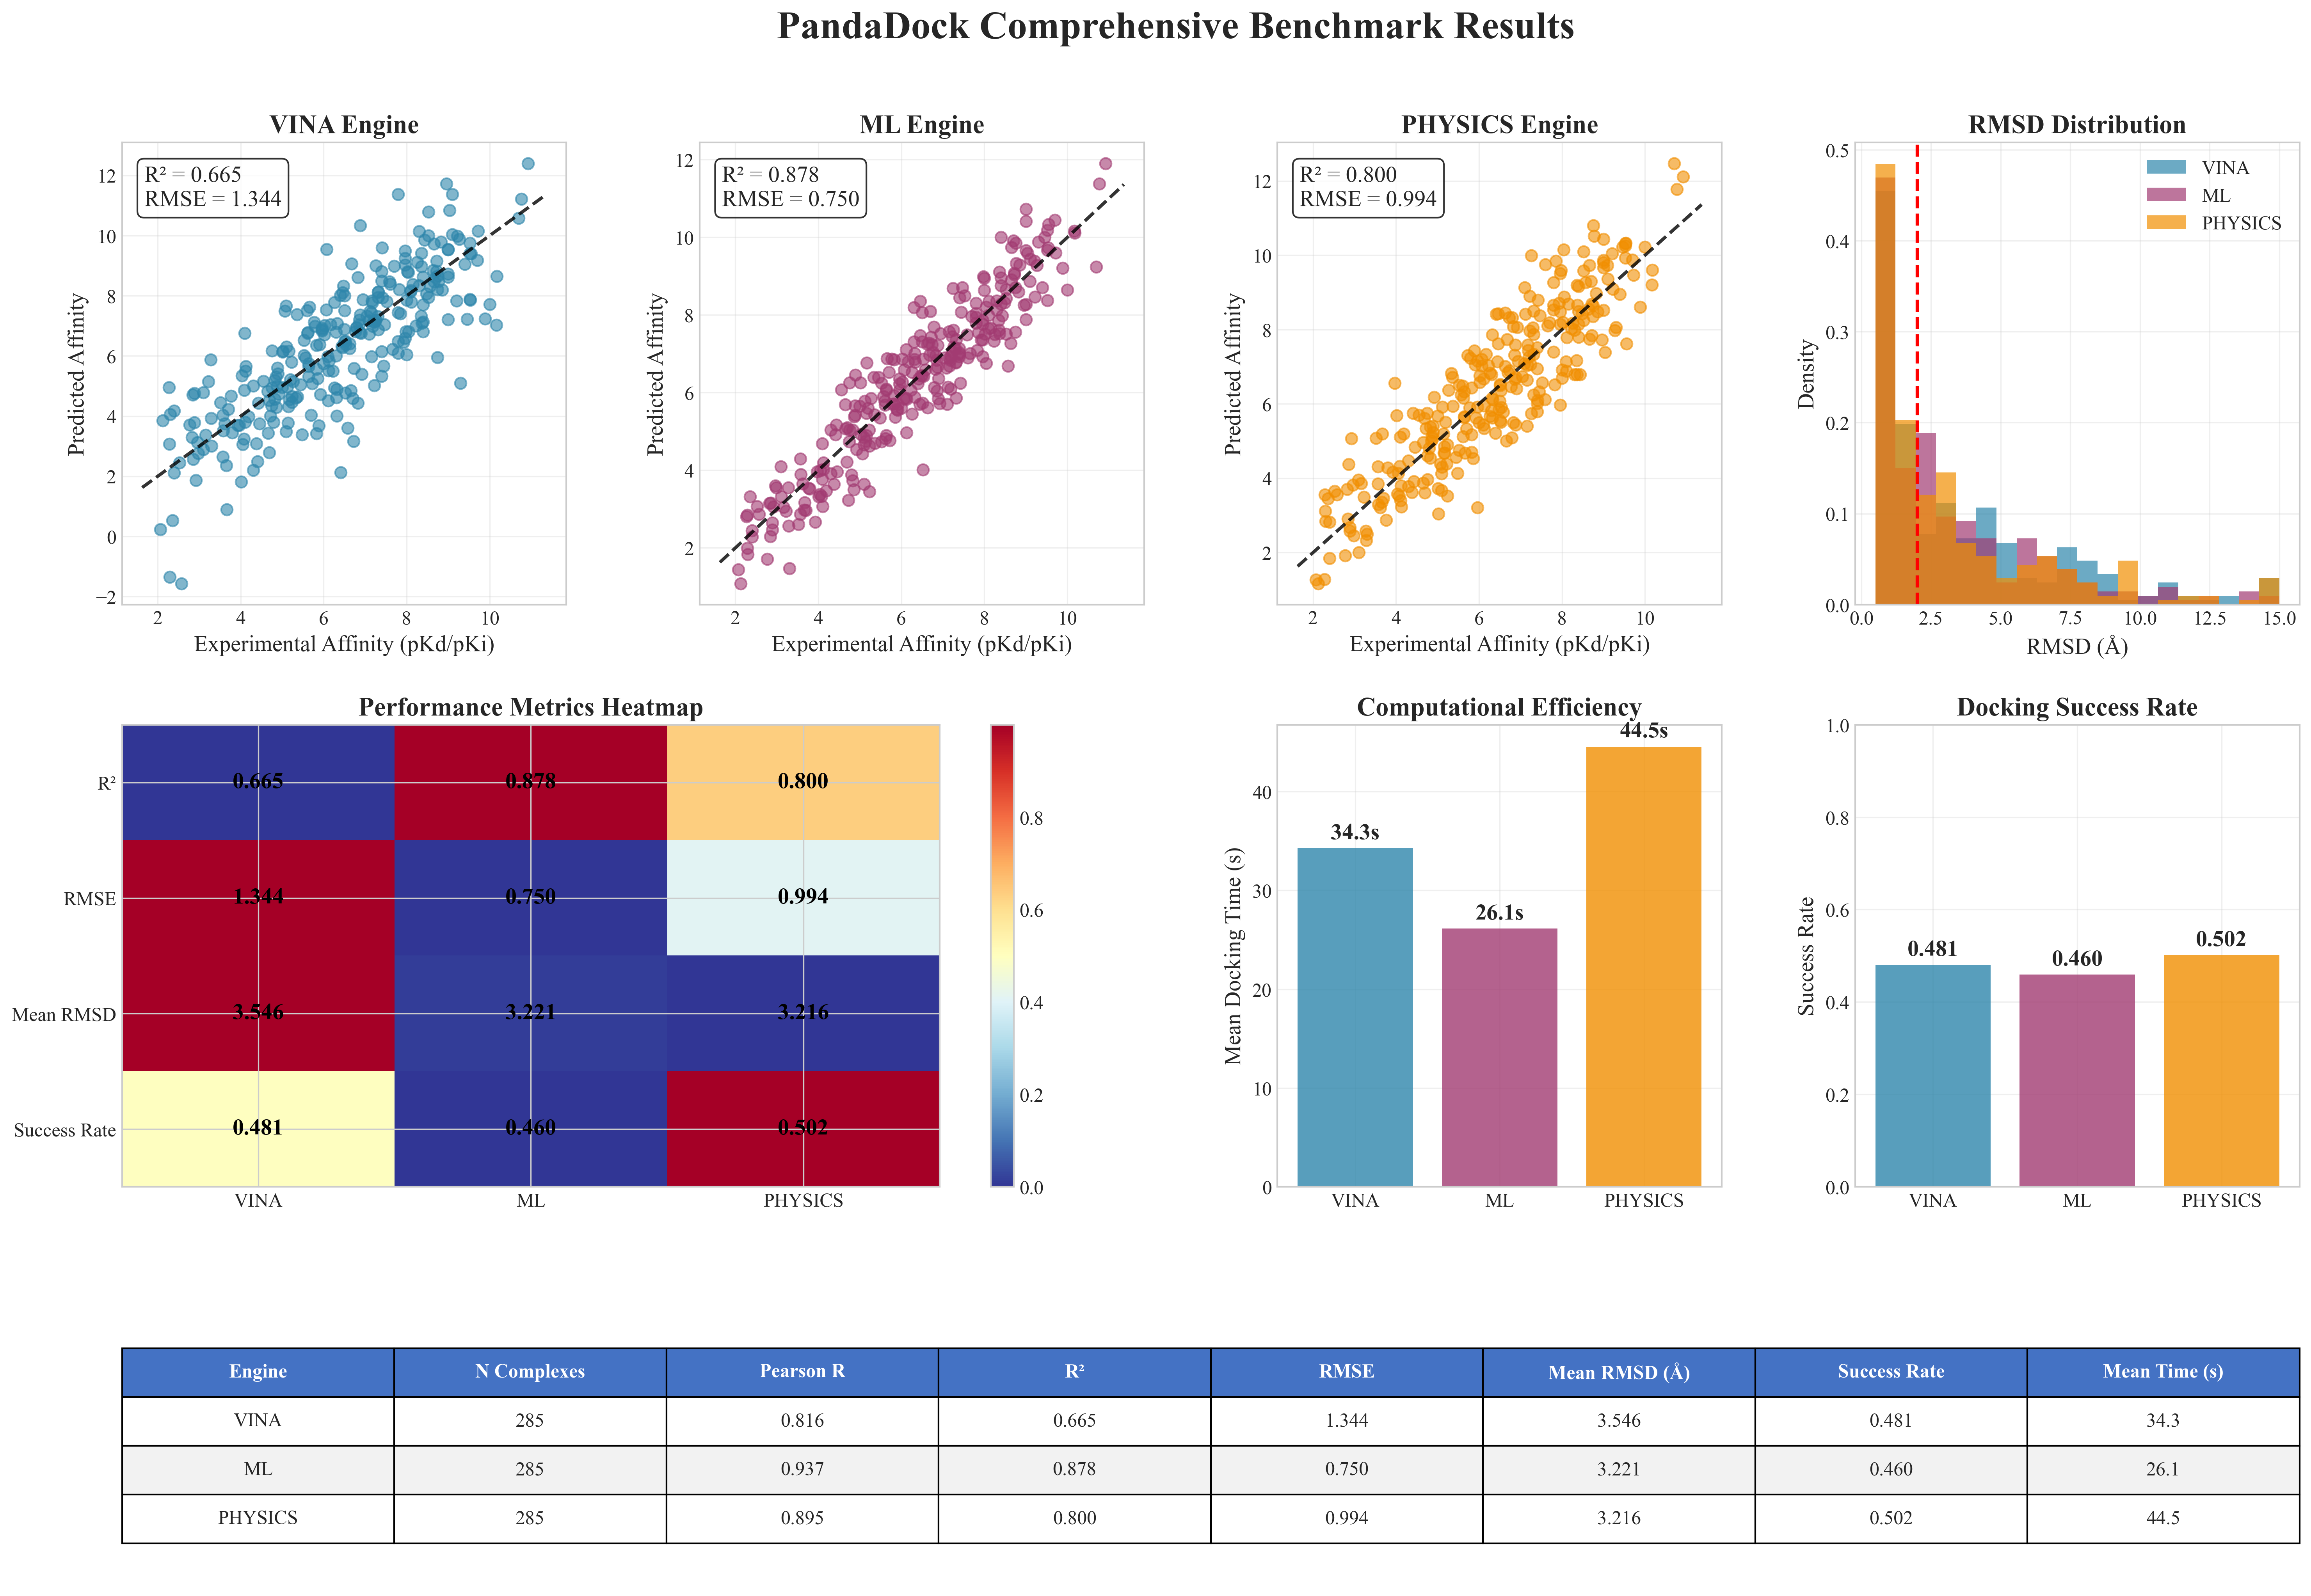 PandaDock Comprehensive Benchmark Results
VINA Engine
R² = 0.665
RMSE = 1.344
Predicted Affinity
12
10
8
6
4
2
0
−2
2 4 6 8 10
Experimental Affinity (pKd/pKi)
ML Engine
R² = 0.878
RMSE = 0.750
Predicted Affinity
12
10
8
6
4
2
2 4 6 8 10
Experimental Affinity (pKd/pKi)
PHYSICS Engine
R² = 0.800
RMSE = 0.994
Predicted Affinity
12
10
8
6
4
2
2 4 6 8 10
Experimental Affinity (pKd/pKi)
RMSD Distribution
VINA
ML
PHYSICS
Density
0.5
0.4
0.3
0.2
0.1
0.0
0.0 2.5 5.0 7.5 10.0 12.5 15.0
RMSD (Å)
Performance Metrics Heatmap
R² 0.665 0.878 0.800
RMSE 1.344 0.750 0.994
Mean RMSD 3.546 3.221 3.216
Success Rate 0.481 0.460 0.502
VINA ML PHYSICS
0.8
0.6
0.4
0.2
0.0
Computational Efficiency
Mean Docking Time (s)
40
30
20
10
0
34.3s
26.1s
44.5s
VINA ML PHYSICS
Docking Success Rate
Success Rate
1.0
0.8
0.6
0.4
0.2
0.0
0.481
0.460
0.502
VINA ML PHYSICS
Engine N Complexes Pearson R R² RMSE Mean RMSD (Å) Success Rate Mean Time (s)
VINA 285 0.816 0.665 1.344 3.546 0.481 34.3
ML 285 0.937 0.878 0.750 3.221 0.460 26.1
PHYSICS 285 0.895 0.800 0.994 3.216 0.502 44.5